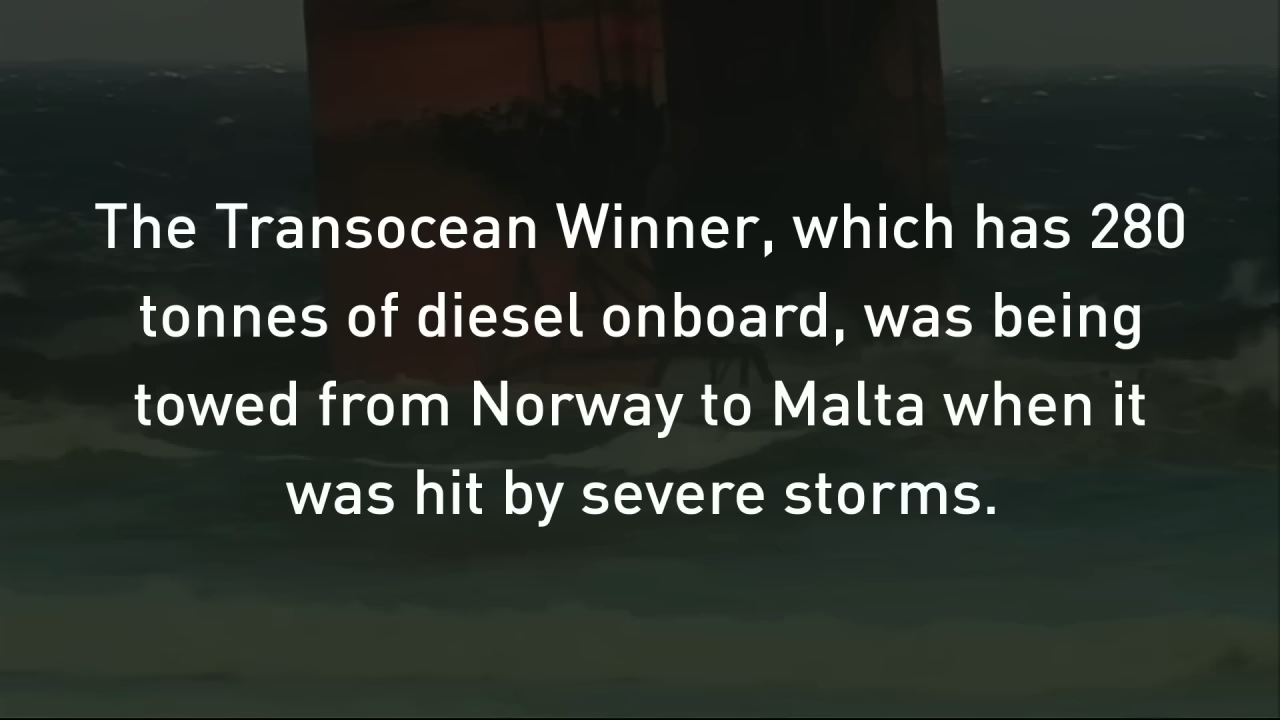 The Transocean Winner, which has 280
tonnes of diesel onboard, was being
towed from Norway to Malta when it
was hit by severe storms.